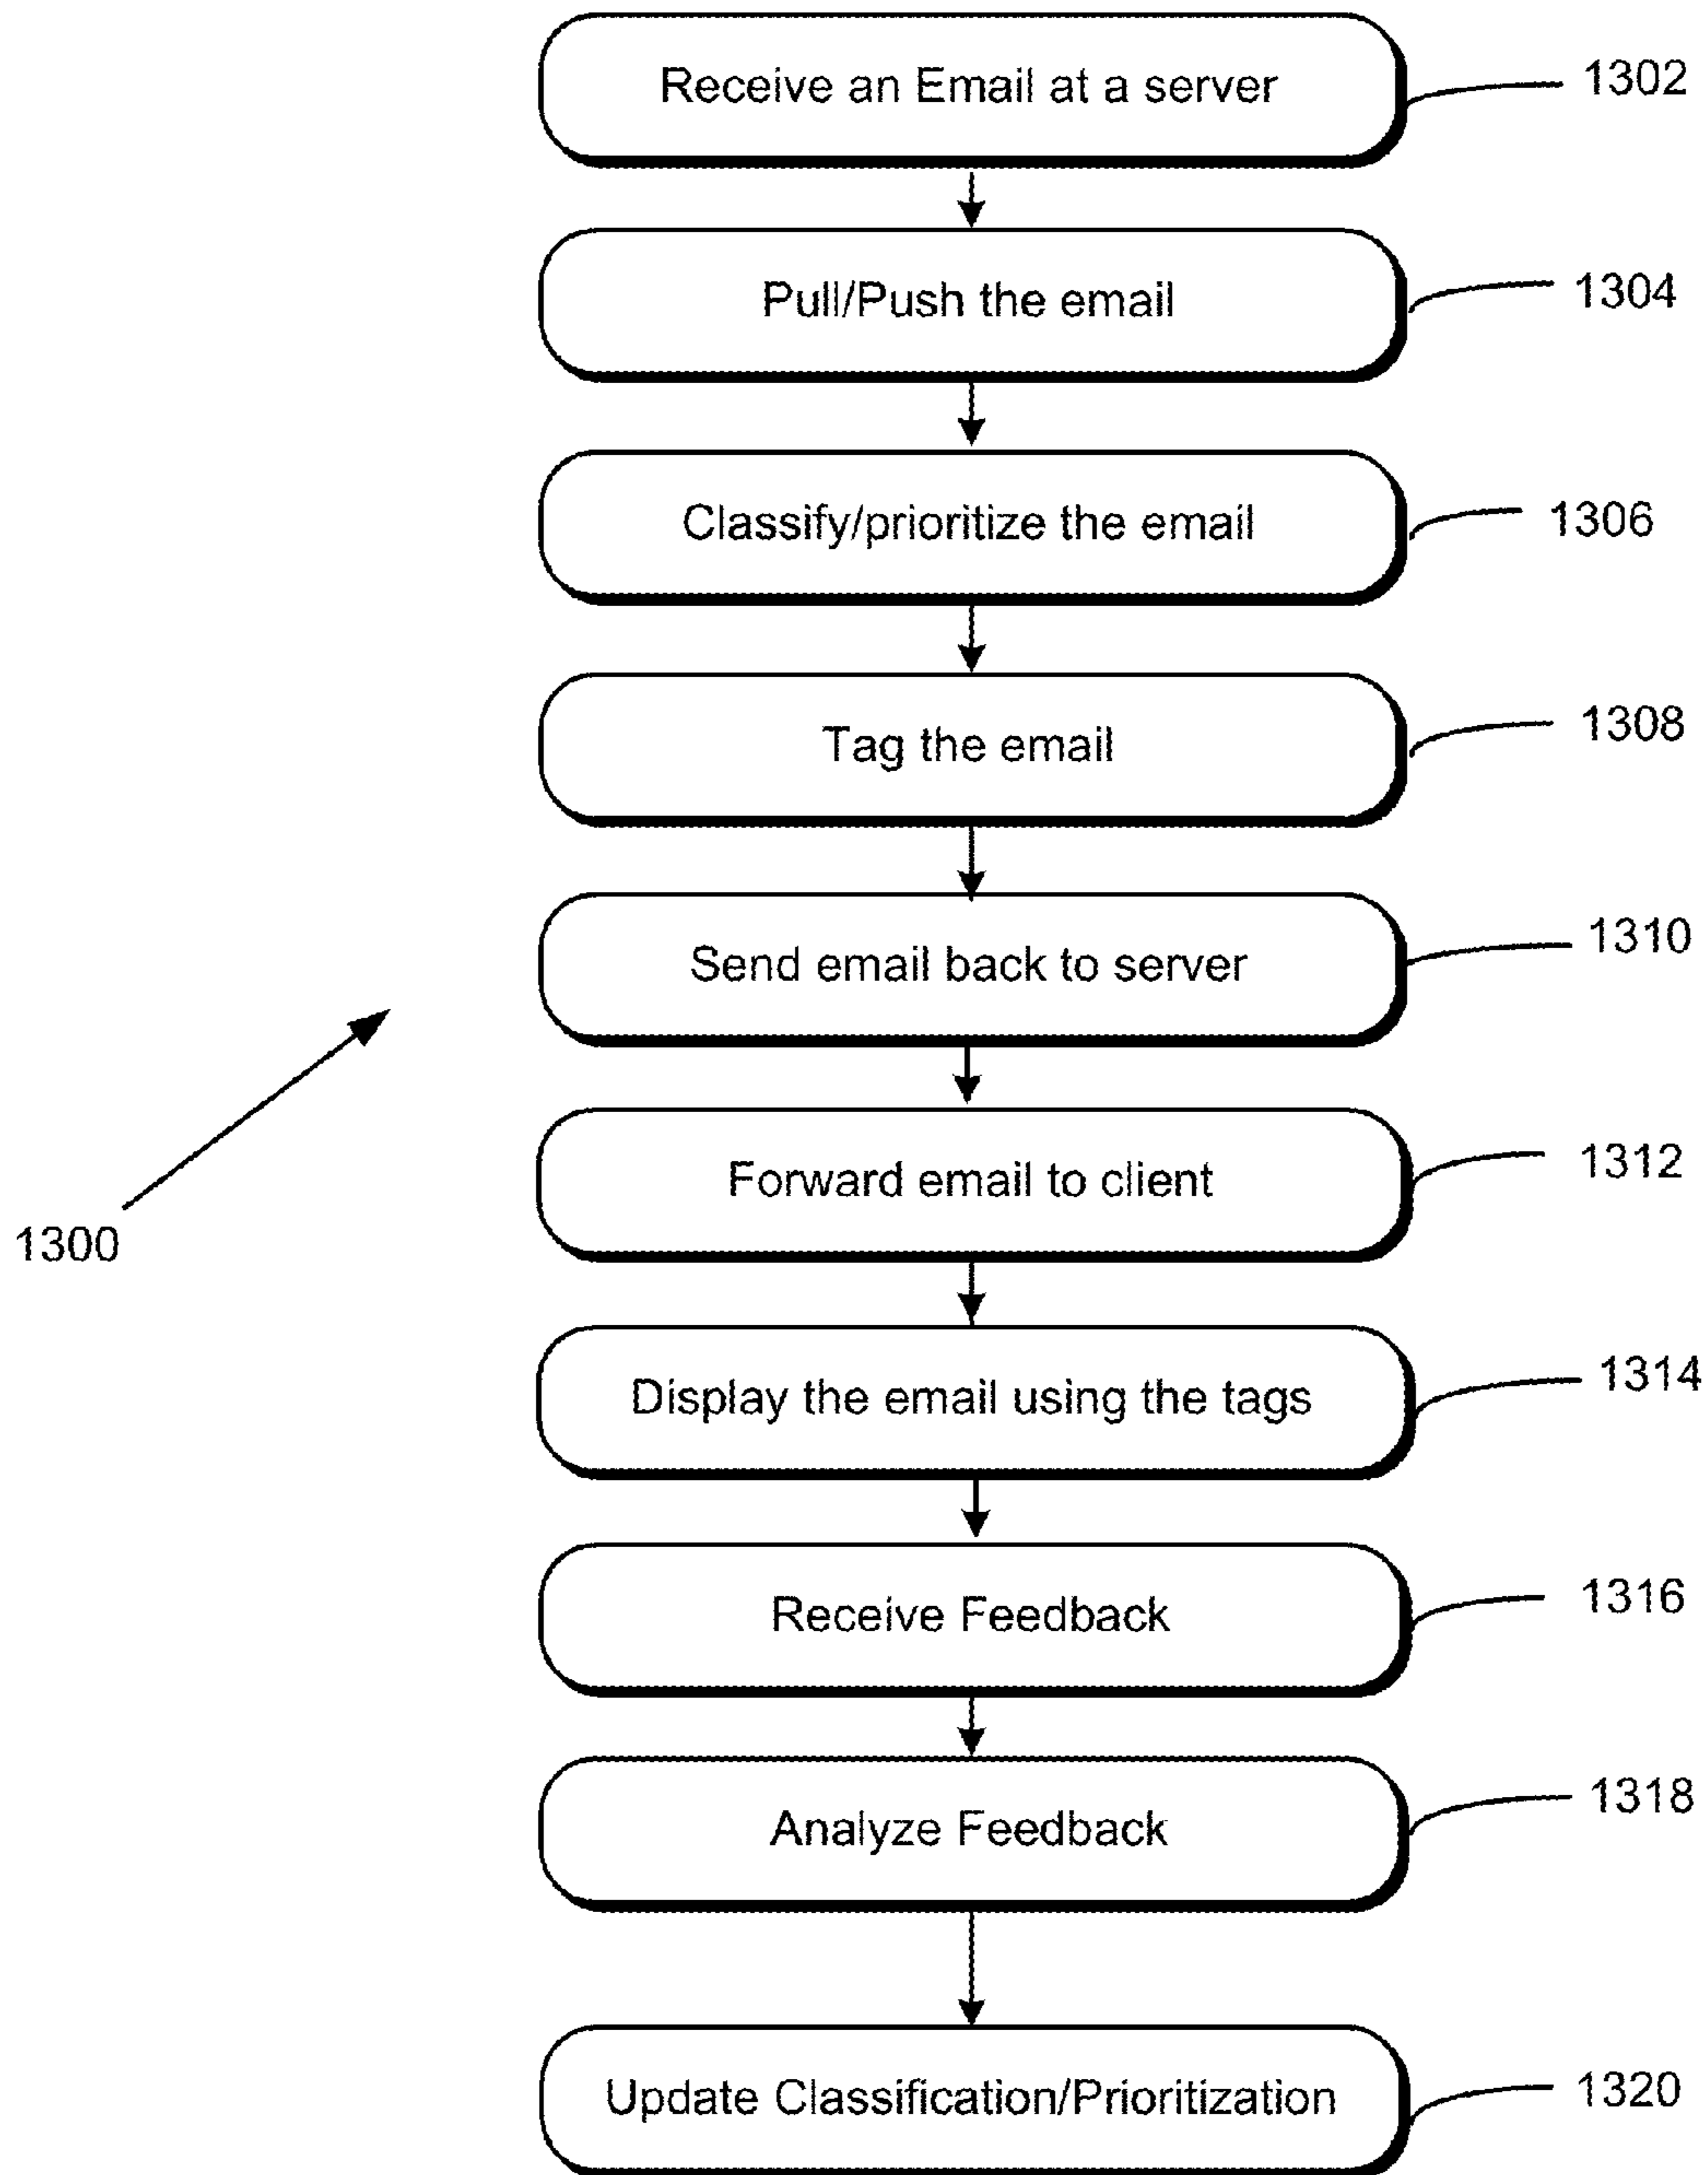 Receive an Email at a server
1302
Pull/Push the email
1304
Classify/prioritize the email
1306
Tag the email
1308
Send email back to server
1310
Forward email to client
1312
1300
Display the email using the tags
1314
Receive Feedback
1316
Analyze Feedback
1318
Update Classification/Prioritization
1320